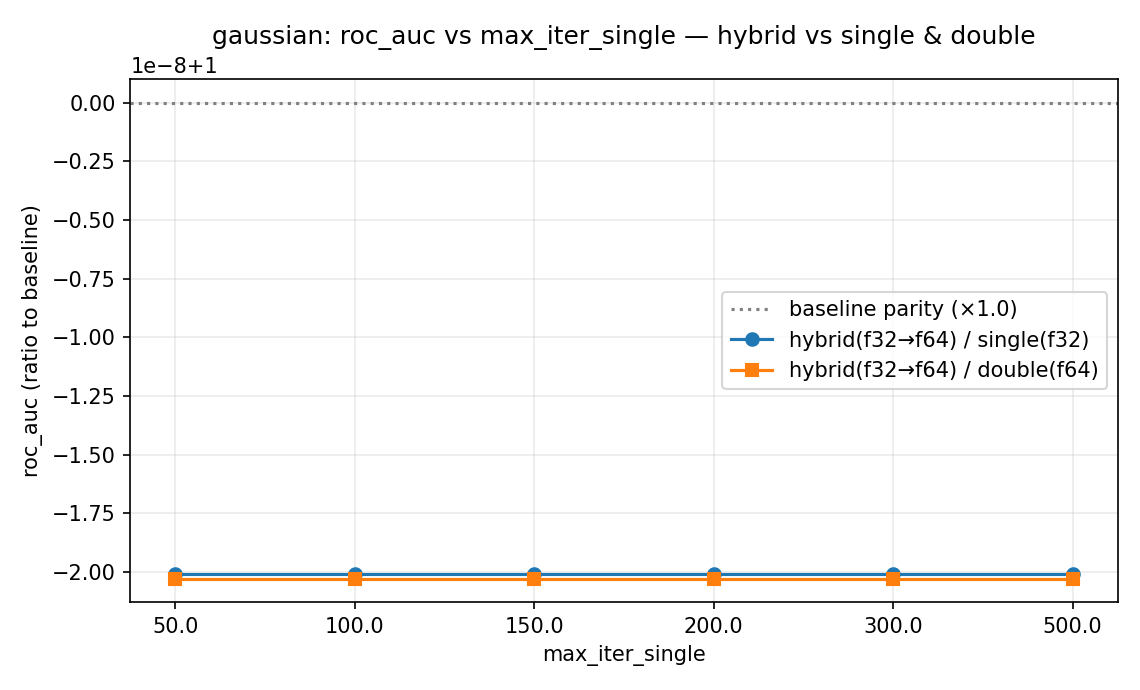 gaussian: roc_auc vs max_iter_single — hybrid vs single & double
1e−8+1
0.00
−0.25
−0.50
−0.75
−1.00
−1.25
−1.50
−1.75
−2.00
roc_auc (ratio to baseline)
baseline parity (×1.0)
hybrid(f32→f64) / single(f32)
hybrid(f32→f64) / double(f64)
50.0 100.0 150.0 200.0 300.0 500.0
max_iter_single